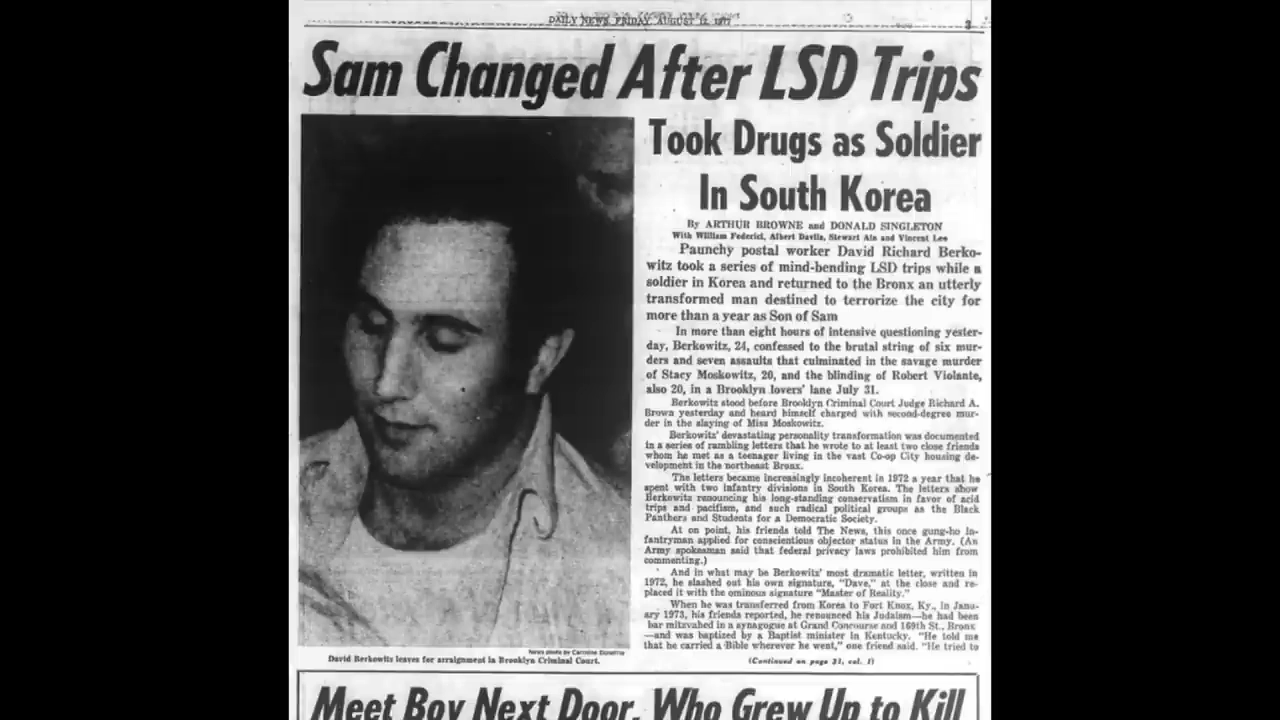 DAILY NEWS, FRIDAY, AUGUST 12, 1977
3
Sam Changed After LSD Trips
Took Drugs as Soldier
In South Korea
By ARTHUR BROWNE and DONALD SINGLETON
With William Federici, Albert Davila, Stewart Ain and Vincent Lee
Paunchy postal worker David Richard Berko-
witz took a series of mind-bending LSD trips while a
soldier in Korea and returned to the Bronx an utterly
transformed man destined to terrorize the city for
more than a year as Son of Sam
In more than eight hours of intensive questioning yester-
day, Berkowitz, 24, confessed to the brutal string of six mur-
ders and seven assaults that culminated in the savage murder
of Stacy Moskowitz, 20, and the blinding of Robert Violante,
also 20, in a Brooklyn lovers' lane July 31.
Berkowitz stood before Brooklyn Criminal Court Judge Richard A.
Brown yesterday and heard himself charged with second-degree mur-
der in the slaying of Miss Moskowitz.
Berkowitz' devastating personality transformation was documented
in a series of rambling letters that he wrote to at least two close friends
whom he met as a teenager living in the vast Co-op City housing de-
velopment in the northeast Bronx.
The letters became increasingly incoherent in 1972 a year that he
spent with two infantry divisions in South Korea. The letters show
Berkowitz renouncing his long-standing conservatism in favor of acid
trips and pacifism, and such radical political groups as the Black
Panthers and Students for a Democratic Society.
At on point, his friends told The News, this once gung-ho in-
fantryman applied for conscientious objector status in the Army. (An
Army spokesman said that federal privacy laws prohibited him from
commenting.)
And in what may be Berkowitz' most dramatic letter, written in
1972, he slashed out his own signature, "Dave," at the close and re-
placed it with the ominous signature "Master of Reality."
When he was transferred from Korea to Fort Knox, Ky., in Janu-
ary 1973, his friends reported, he renounced his Judaism—he had been
bar mitzvahed in a synagogue at Grand Concourse and 169th St., Bronx
—and was baptized by a Baptist minister in Kentucky. "He told me
that he carried a Bible wherever he went," one friend said. "He tried to
(Continued on page 31, col. 1)
News photo by Carmine Donofrio
David Berkowitz leaves for arraignment in Brooklyn Criminal Court.
Meet Boy Next Door, Who Grew Up to Kill